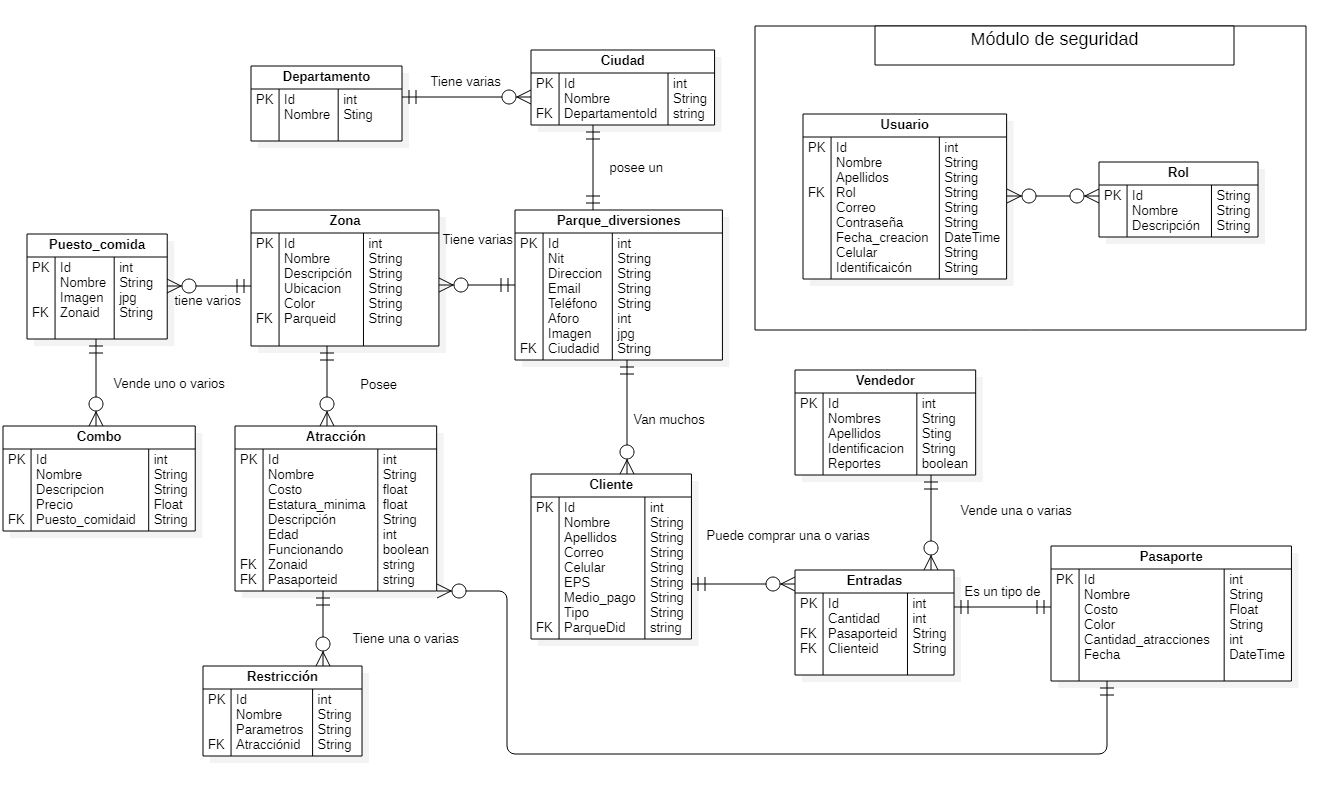 Módulo de seguridad
Departamento
PK Id int
Nombre Sting
Tiene varias
Ciudad
PK Id int
Nombre String
FK DepartamentoId string
posee un
Usuario
PK Id int
Nombre String
Apellidos String
FK Rol String
Correo String
Contraseña String
Fecha_creacion DateTime
Celular String
Identificaicón String
Rol
PK Id String
Nombre String
Descripción String
Puesto_comida
PK Id int
Nombre String
Imagen jpg
FK Zonaid String
tiene varios
Zona
PK Id int
Nombre String
Descripción String
Ubicacion String
Color String
FK Parqueid String
Tiene varias
Parque_diversiones
PK Id int
Nit String
Direccion String
Email String
Teléfono String
Aforo int
Imagen jpg
FK Ciudadid String
Vende uno o varios
Posee
Van muchos
Vendedor
PK Id int
Nombres String
Apellidos Sting
Identificacion String
Reportes boolean
Combo
PK Id int
Nombre String
Descripcion String
Precio Float
FK Puesto_comidaid String
Atracción
PK Id int
Nombre String
Costo float
Estatura_minima float
Descripción String
Edad int
Funcionando boolean
FK Zonaid string
FK Pasaporteid string
Cliente
PK Id int
Nombre String
Apellidos String
Correo String
Celular String
EPS String
Medio_pago String
Tipo String
FK ParqueDid string
Puede comprar una o varias
Vende una o varias
Entradas
PK Id int
Cantidad int
FK Pasaporteid String
FK Clienteid String
Es un tipo de
Pasaporte
PK Id int
Nombre String
Costo Float
Color String
Cantidad_atracciones int
Fecha DateTime
Tiene una o varias
Restricción
PK Id int
Nombre String
Parametros String
FK Atracciónid String